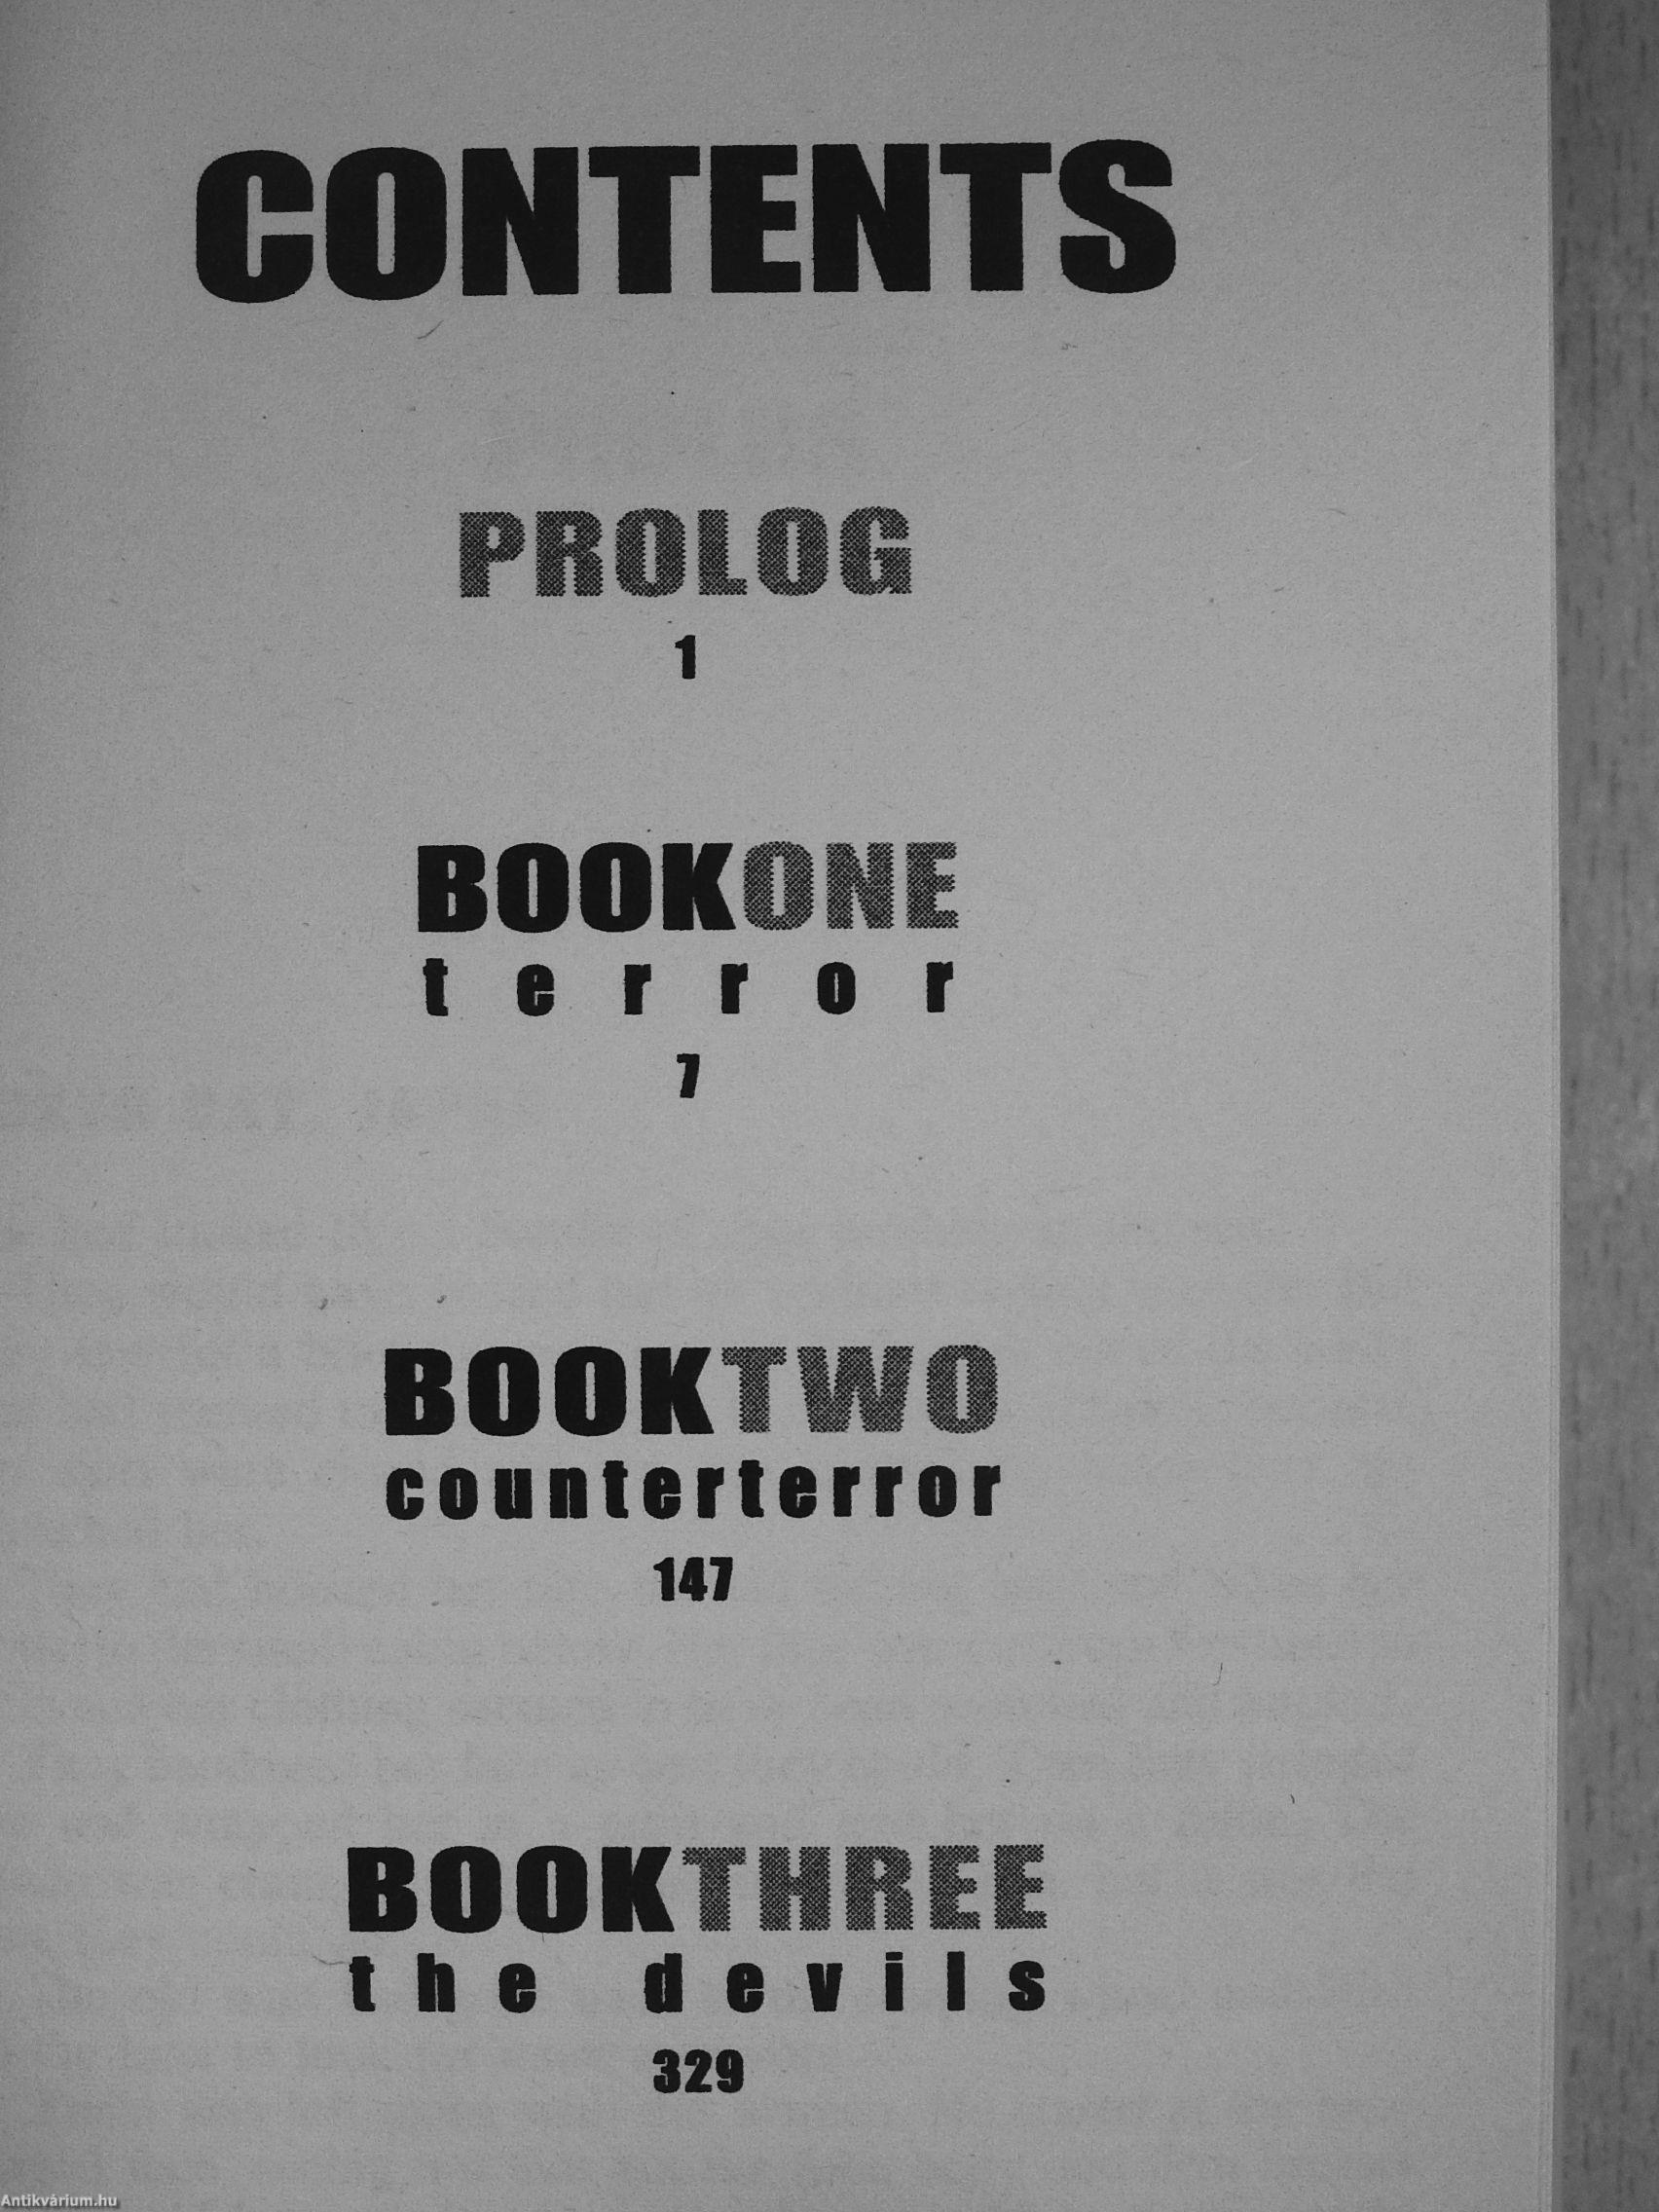 CONTENTS
PROLOG
1
BOOKONE
terror
7
BOOKTWO
counterterror
147
BOOKTHREE
the devils
329
Antikvárium.hu